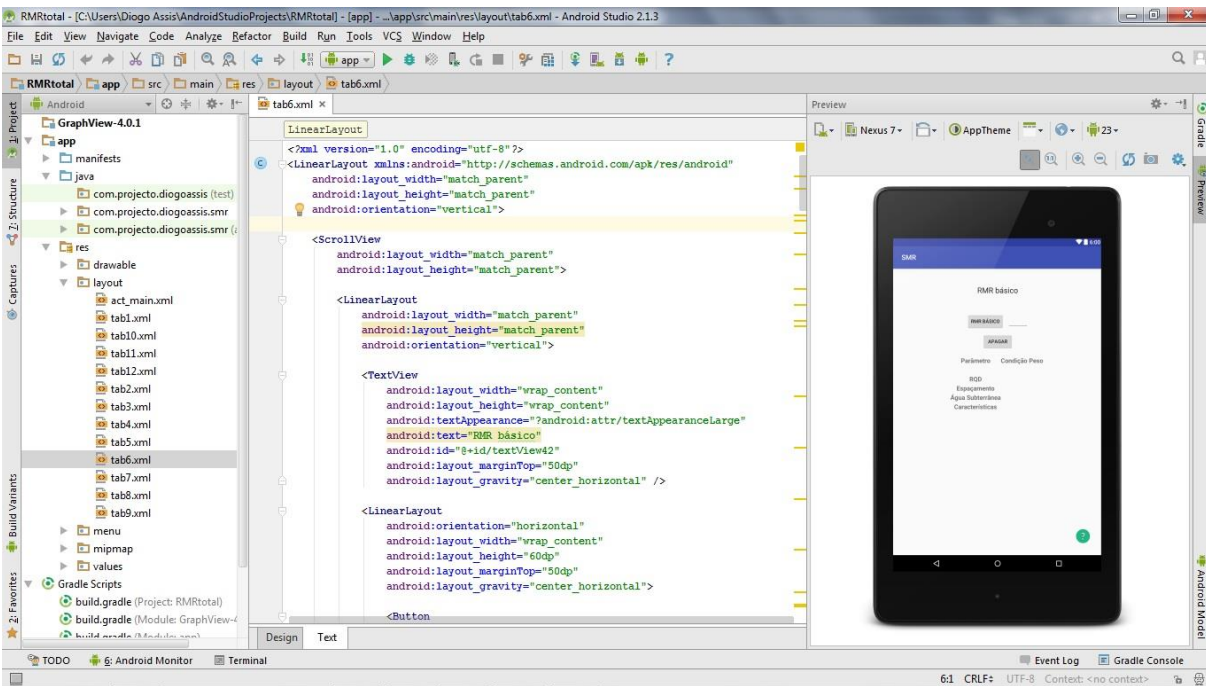 RMRtotal - [C:\Users\Diogo Assis\AndroidStudioProjects\RMRtotal] - [app] - ...\app\src\main\res\layout\tab6.xml - Android Studio 2.1.3
File Edit View Navigate Code Analyze Refactor Build Run Tools VCS Window Help
app
RMRtotal app src main res layout tab6.xml
1: Project
Z: Structure
Captures
Build Variants
2: Favorites
Android
GraphView-4.0.1
app
manifests
java
com.projecto.diogoassis (test)
com.projecto.diogoassis.smr
com.projecto.diogoassis.smr (a
res
drawable
layout
act_main.xml
tab1.xml
tab10.xml
tab11.xml
tab12.xml
tab2.xml
tab3.xml
tab4.xml
tab5.xml
tab6.xml
tab7.xml
tab8.xml
tab9.xml
menu
mipmap
values
Gradle Scripts
build.gradle (Project: RMRtotal)
build.gradle (Module: GraphView-4
build.gradle (Module: app)
tab6.xml
LinearLayout
<?xml version="1.0" encoding="utf-8"?>
<LinearLayout xmlns:android="http://schemas.android.com/apk/res/android"
android:layout_width="match_parent"
android:layout_height="match_parent"
android:orientation="vertical">
<ScrollView
android:layout_width="match_parent"
android:layout_height="match_parent">
<LinearLayout
android:layout_width="match_parent"
android:layout_height="match_parent"
android:orientation="vertical">
<TextView
android:layout_width="wrap_content"
android:layout_height="wrap_content"
android:textAppearance="?android:attr/textAppearanceLarge"
android:text="RMR básico"
android:id="@+id/textView42"
android:layout_marginTop="50dp"
android:layout_gravity="center_horizontal" />
<LinearLayout
android:orientation="horizontal"
android:layout_width="wrap_content"
android:layout_height="60dp"
android:layout_marginTop="50dp"
android:layout_gravity="center_horizontal">
<Button
Design Text
Preview
Nexus 7 AppTheme 23
6:00
SMR
RMR básico
RMR BÁSICO
APAGAR
Parâmetro Condição Peso
RQD
Espaçamento
Água Subterrânea
Características
?
Gradle
Preview
Android Model
TODO 6: Android Monitor Terminal Event Log Gradle Console
6:1 CRLF UTF-8 Context: <no context>